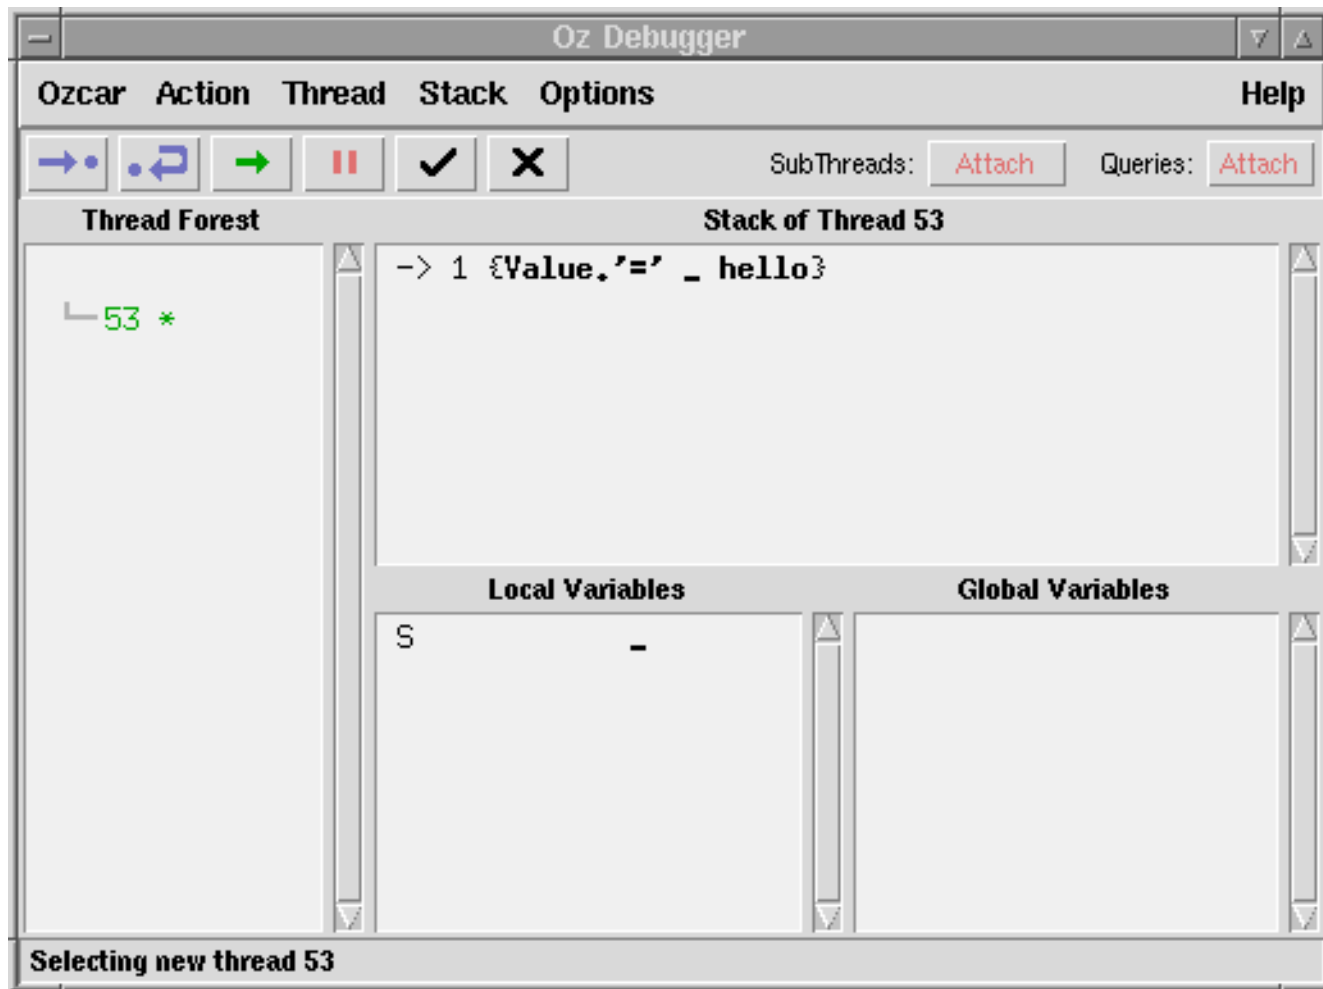 Oz Debugger
Ozcar Action Thread Stack Options Help
SubThreads: Attach Queries: Attach
Thread Forest
Stack of Thread 53
-> 1 {Value.'=' _ hello}
53 *
Local Variables
Global Variables
S _
Selecting new thread 53